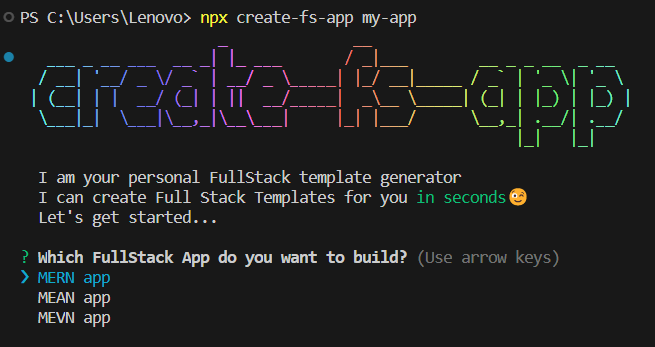 PS C:\Users\Lenovo> npx create-fs-app my-app
create-fs-app
I am your personal FullStack template generator
I can create Full Stack Templates for you in seconds😉
Let's get started...
? Which FullStack App do you want to build? (Use arrow keys)
❯ MERN app
MEAN app
MEVN app